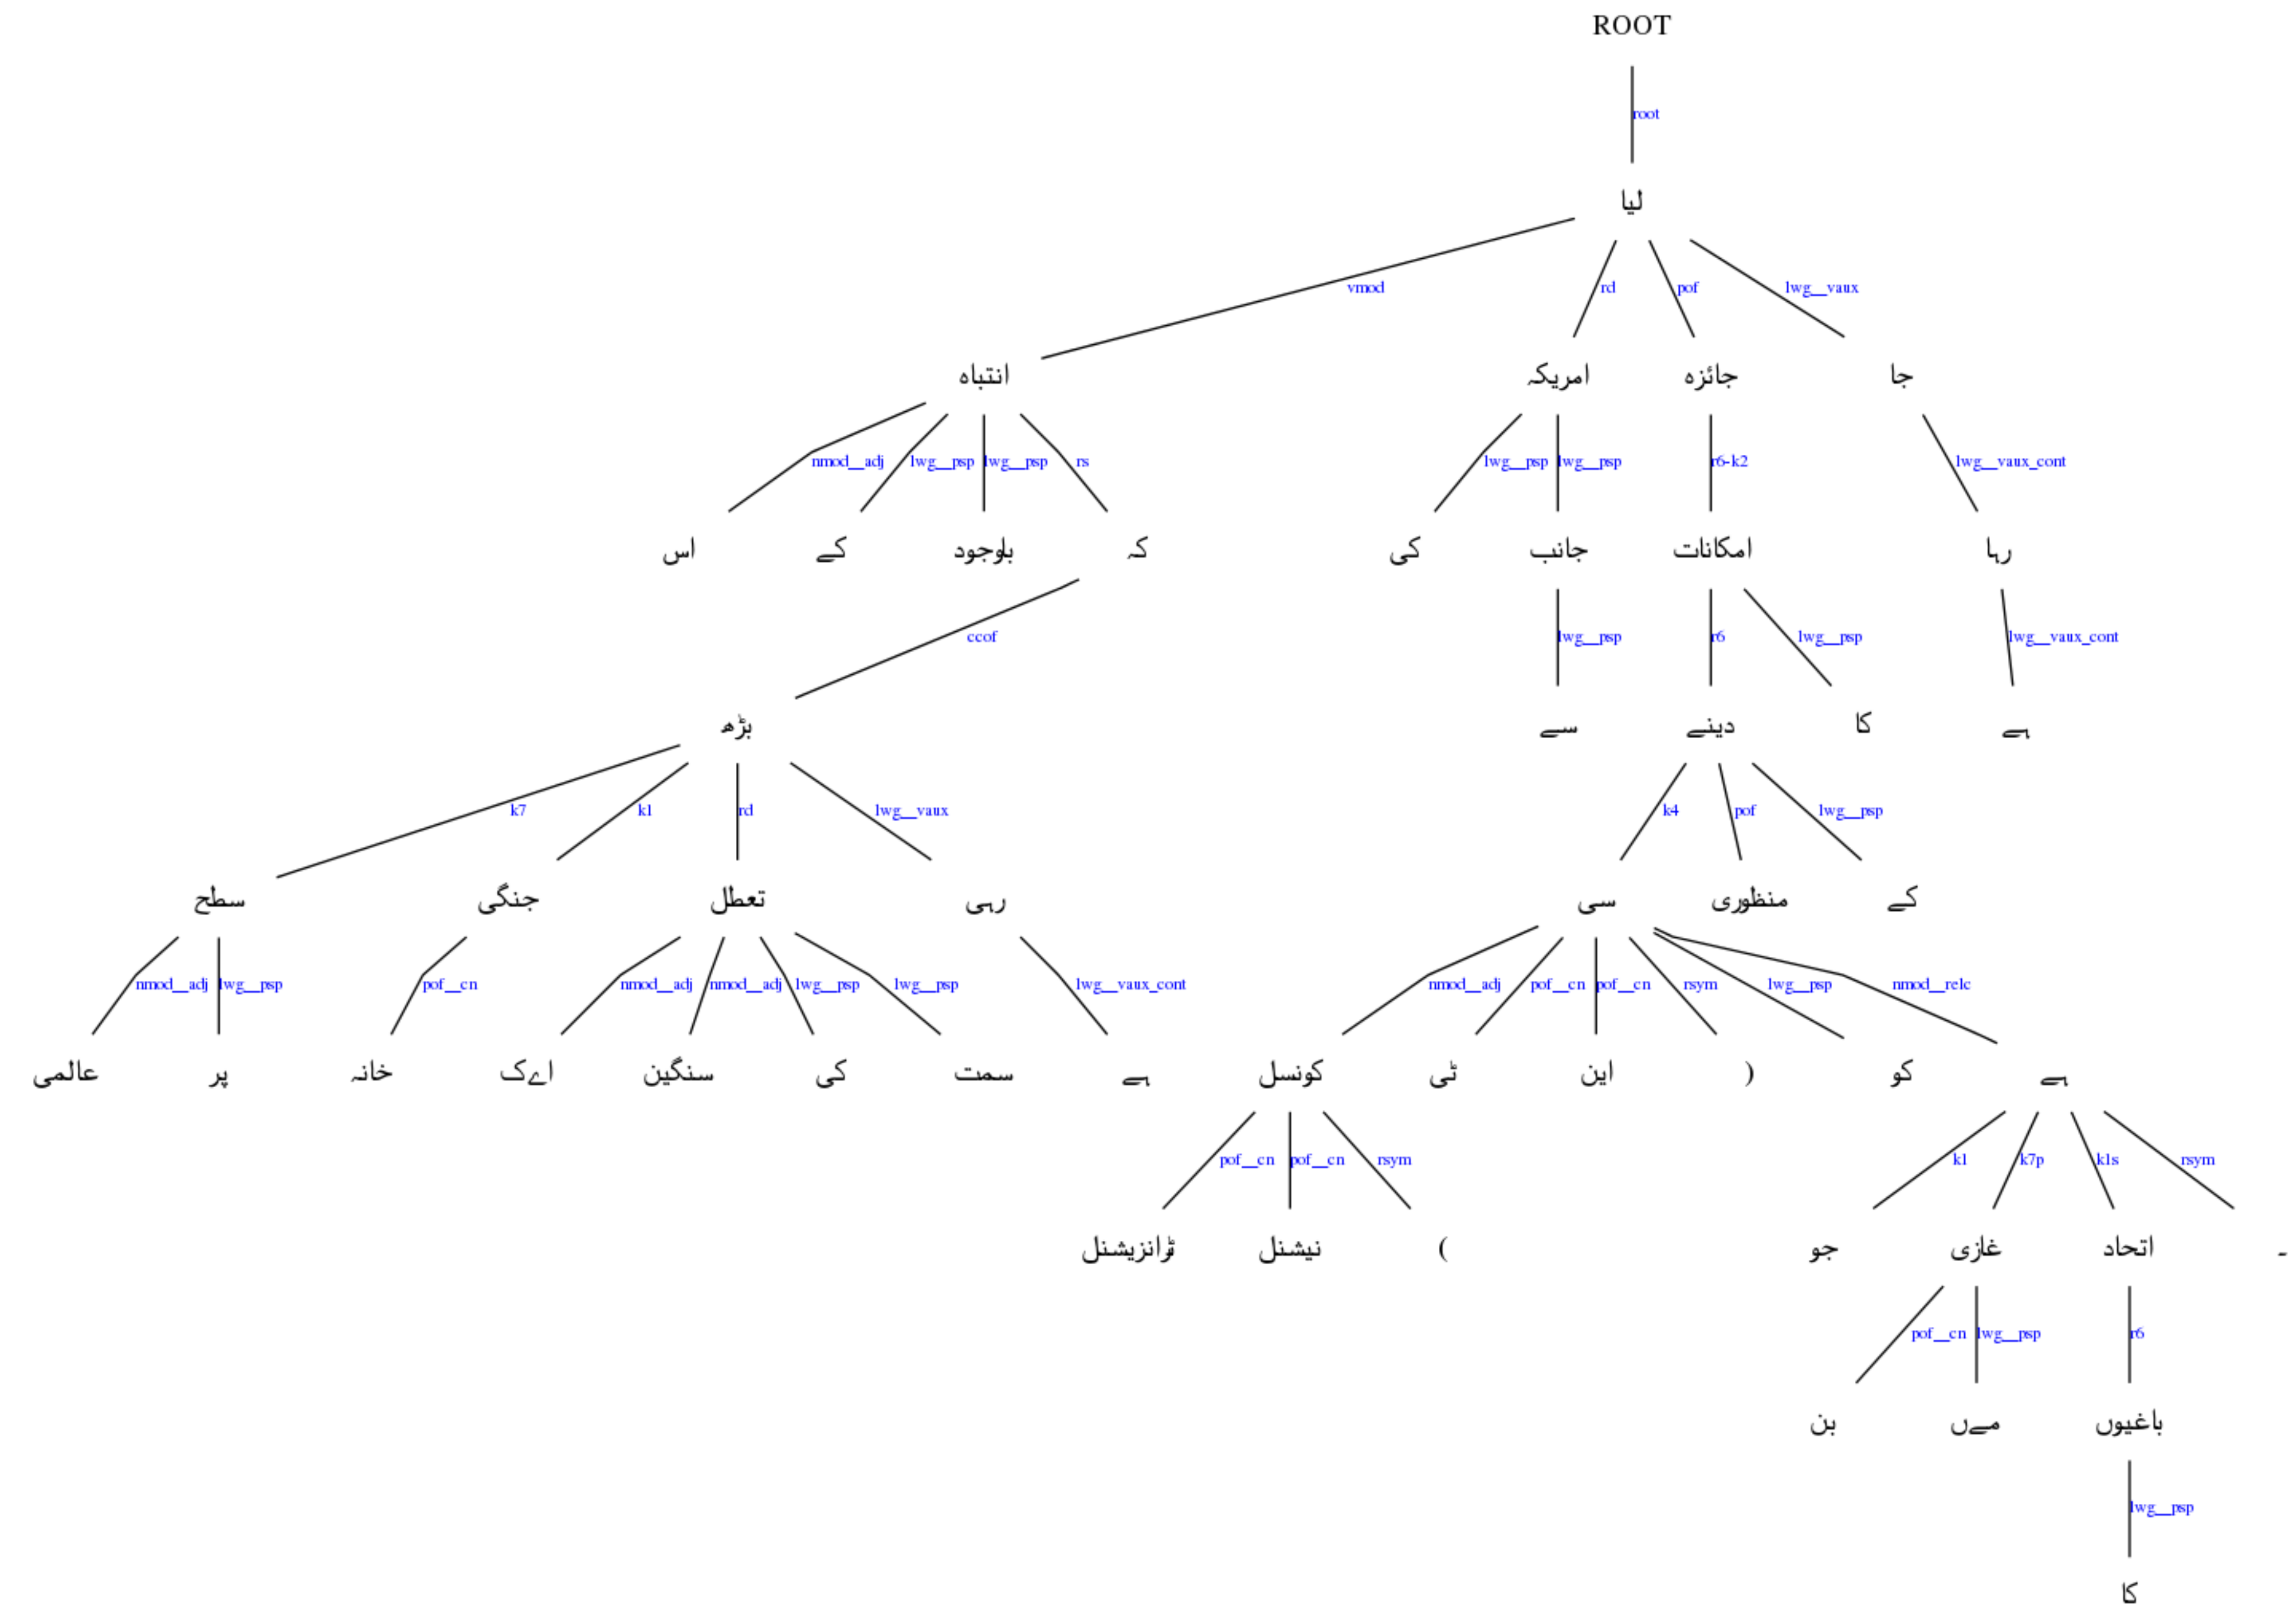 ROOT
root
لیا
vmod rd pof lwg__vaux
انتباہ امریکہ جائزہ جا
nmod__adj lwg__psp lwg__psp rs lwg__psp lwg__psp r6-k2 lwg__vaux_cont
اس کے باوجود کہ کی جانب امکانات رہا
ccof lwg__psp r6 lwg__psp lwg__vaux_cont
بڑھ سے دینے کا ہے
k7 k1 rd lwg__vaux k4 pof lwg__psp
سطح جنگی تعطل رہی سی منظوری کے
nmod__adj lwg__psp pof__cn nmod__adj nmod__adj lwg__psp lwg__psp lwg__vaux_cont nmod__adj pof__cn pof__cn rsym lwg__psp nmod__relc
عالمی پر خانہ اےک سنگین کی سمت ہے کونسل ٹی این ) کو ہے
pof__cn pof__cn rsym k1 k7p k1s rsym
ٹرانزیشنل نیشنل ( جو غازی اتحاد ۔
pof__cn lwg__psp r6
بن مےں باغیوں
lwg__psp
کا